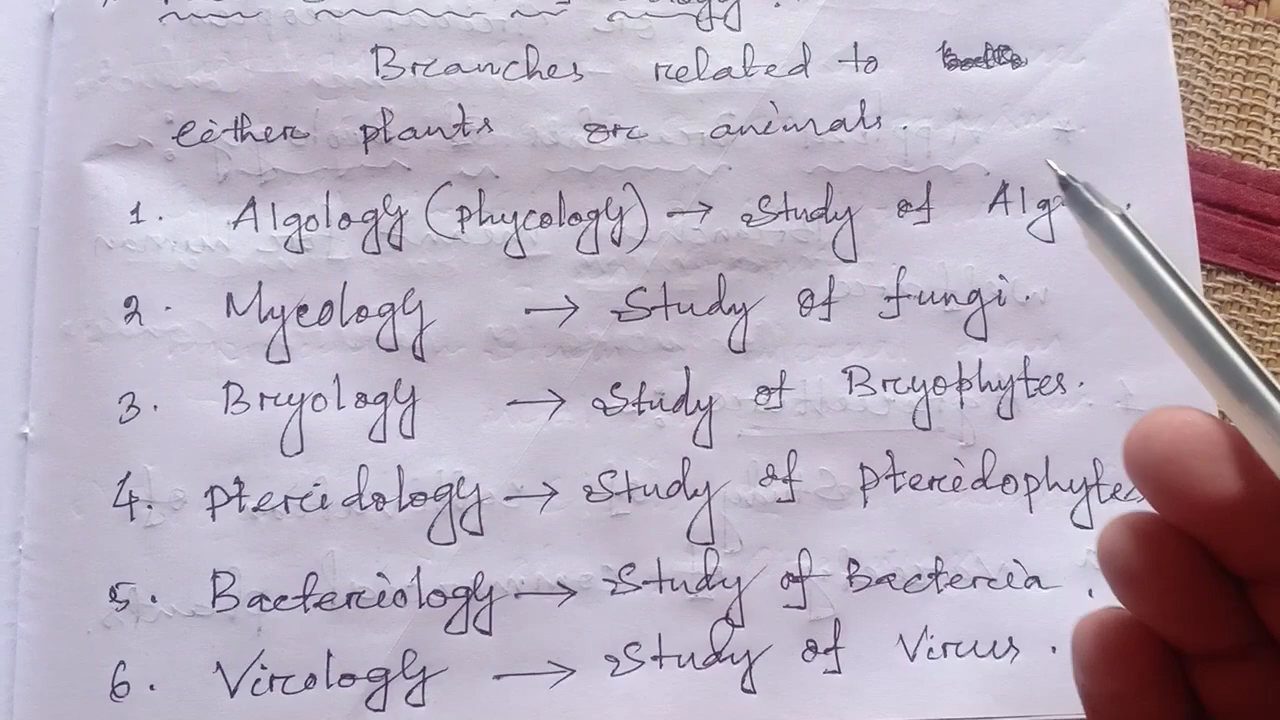 Branches related to
either plants or animals.
1. Algology (phycology) → Study of Alg
2. Mycology → Study of fungi.
3. Bryology → Study of Bryophytes.
4. Pteridology → Study of pteridophytes
5. Bacteriology → Study of Bacteria.
6. Virology → Study of Virus.